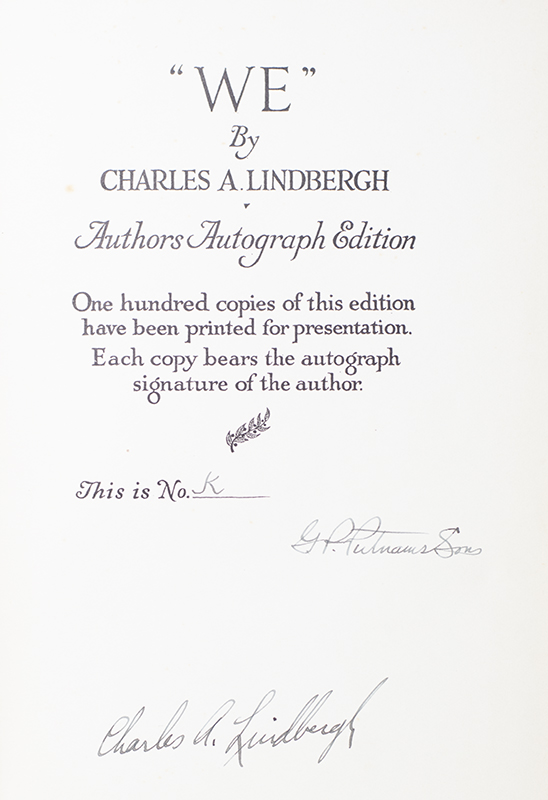 “WE”
By
CHARLES A. LINDBERGH
Authors Autograph Edition
One hundred copies of this edition
have been printed for presentation.
Each copy bears the autograph
signature of the author.
This is No. K
G P. Putnams Sons
Charles A. Lindbergh